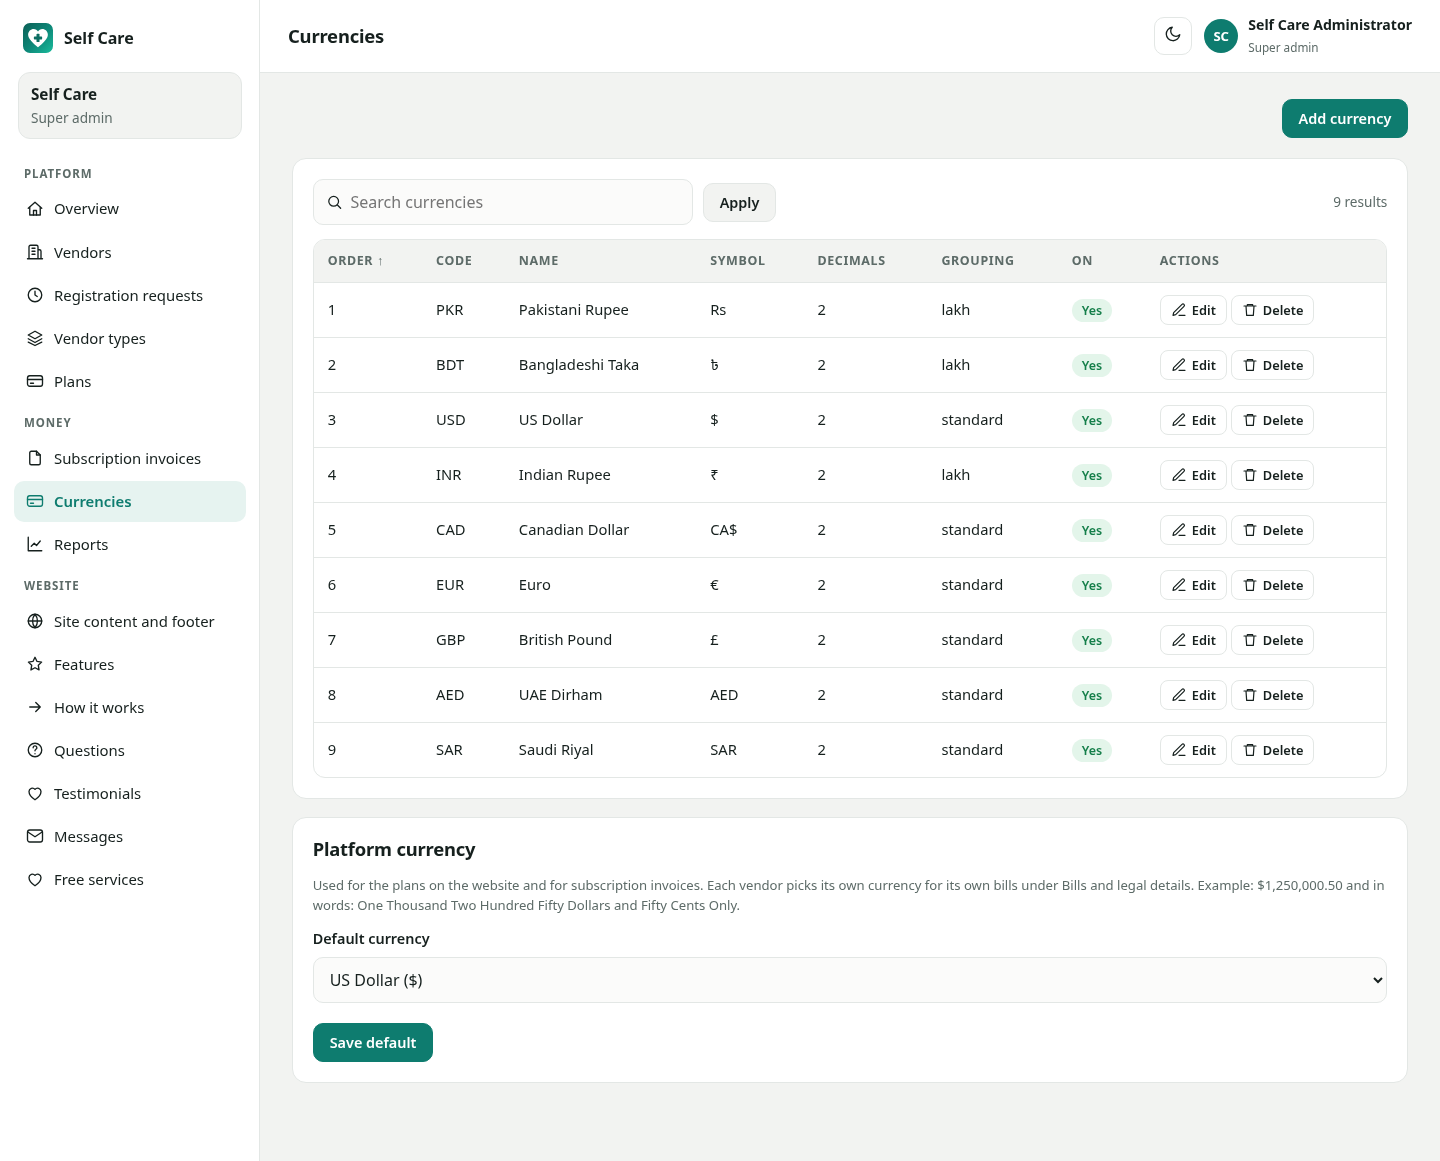 Self Care
Self Care
Super admin
PLATFORM
Overview
Vendors
Registration requests
Vendor types
Plans
MONEY
Subscription invoices
Currencies
Reports
WEBSITE
Site content and footer
Features
How it works
Questions
Testimonials
Messages
Free services
Currencies
SC
Self Care Administrator
Super admin
Add currency
Search currencies
Apply
9 results
ORDER ↑ CODE NAME SYMBOL DECIMALS GROUPING ON ACTIONS
1 PKR Pakistani Rupee Rs 2 lakh Yes Edit Delete
2 BDT Bangladeshi Taka ৳ 2 lakh Yes Edit Delete
3 USD US Dollar $ 2 standard Yes Edit Delete
4 INR Indian Rupee ₹ 2 lakh Yes Edit Delete
5 CAD Canadian Dollar CA$ 2 standard Yes Edit Delete
6 EUR Euro € 2 standard Yes Edit Delete
7 GBP British Pound £ 2 standard Yes Edit Delete
8 AED UAE Dirham AED 2 standard Yes Edit Delete
9 SAR Saudi Riyal SAR 2 standard Yes Edit Delete
Platform currency
Used for the plans on the website and for subscription invoices. Each vendor picks its own currency for its own bills under Bills and legal details. Example: $1,250,000.50 and in
words: One Thousand Two Hundred Fifty Dollars and Fifty Cents Only.
Default currency
US Dollar ($)
Save default